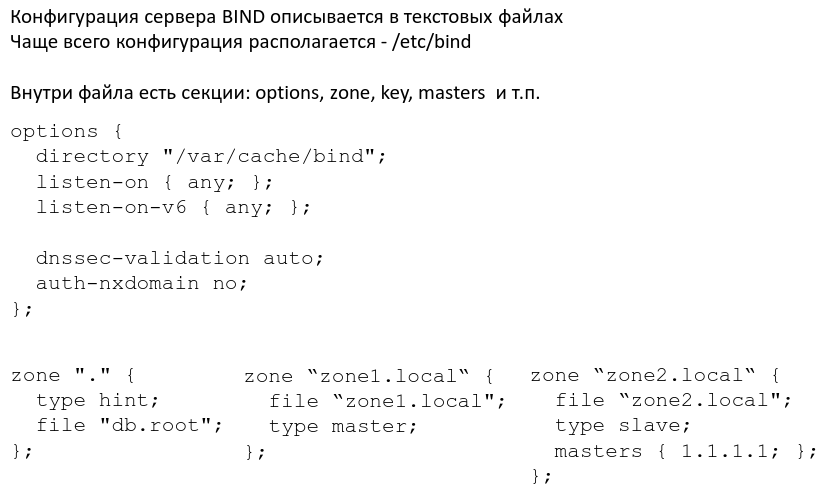 Конфигурация сервера BIND описывается в текстовых файлах
Чаще всего конфигурация располагается - /etc/bind
Внутри файла есть секции: options, zone, key, masters  и т.п.
options {
  directory "/var/cache/bind";
  listen-on { any; };
  listen-on-v6 { any; };
  dnssec-validation auto;
  auth-nxdomain no;
};
zone "." {
  type hint;
  file "db.root";
};
zone “zone1.local“ {
  file “zone1.local";
  type master;
};
zone “zone2.local“ {
  file “zone2.local";
  type slave;
  masters { 1.1.1.1; };
};